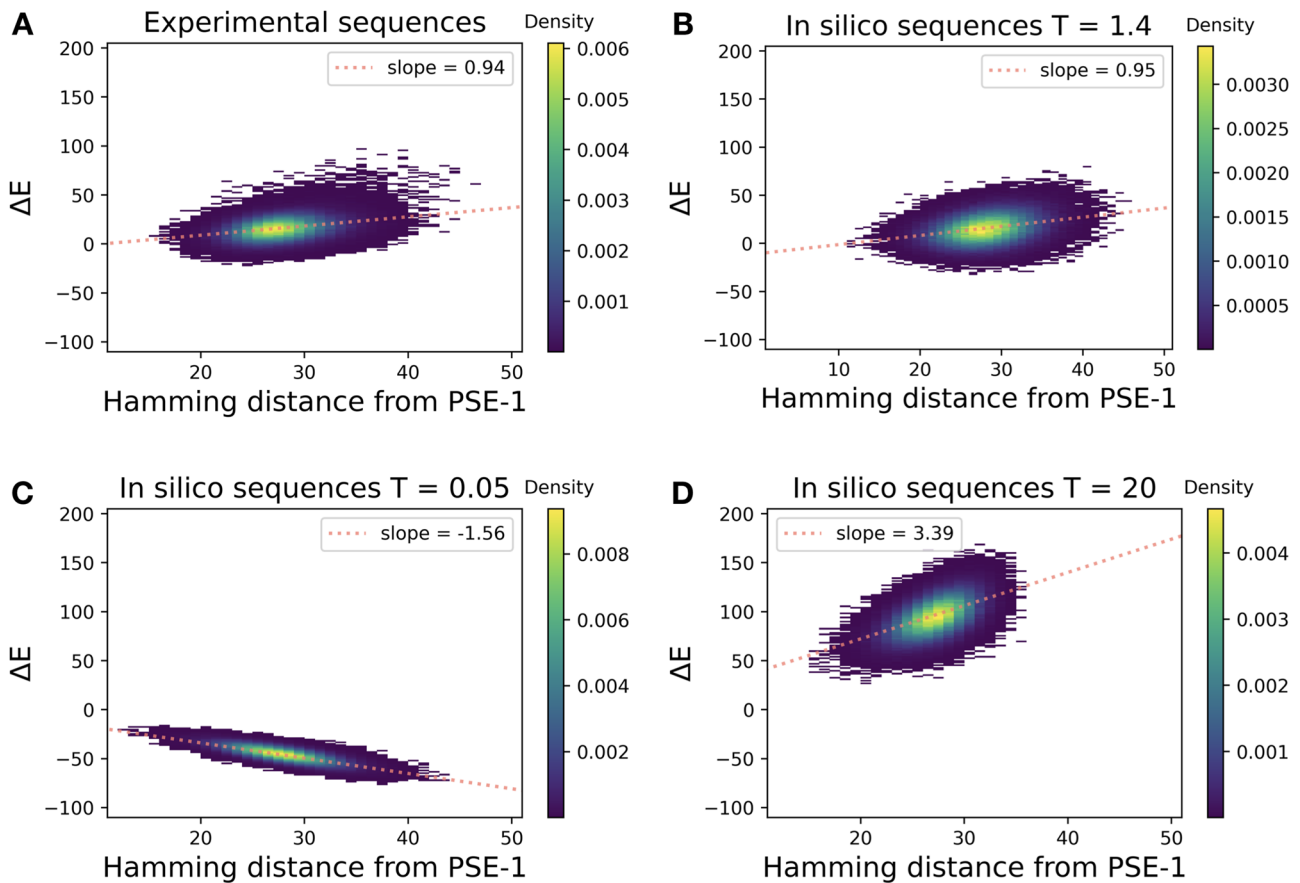 A
Experimental sequences
Density
slope = 0.94
200
150
100
50
0
−50
−100
ΔE
20
30
40
50
Hamming distance from PSE-1
0.006
0.005
0.004
0.003
0.002
0.001
B
In silico sequences T = 1.4
slope = 0.95
200
150
100
50
0
−50
−100
ΔE
10
20
30
40
50
Hamming distance from PSE-1
0.0030
0.0025
0.0020
0.0015
0.0010
0.0005
C
In silico sequences T = 0.05
Density
slope = -1.56
200
150
100
50
0
−50
−100
ΔE
20
30
40
50
Hamming distance from PSE-1
0.008
0.006
0.004
0.002
D
In silico sequences T = 20
Density
slope = 3.39
200
150
100
50
0
−50
−100
ΔE
20
30
40
50
Hamming distance from PSE-1
0.004
0.003
0.002
0.001